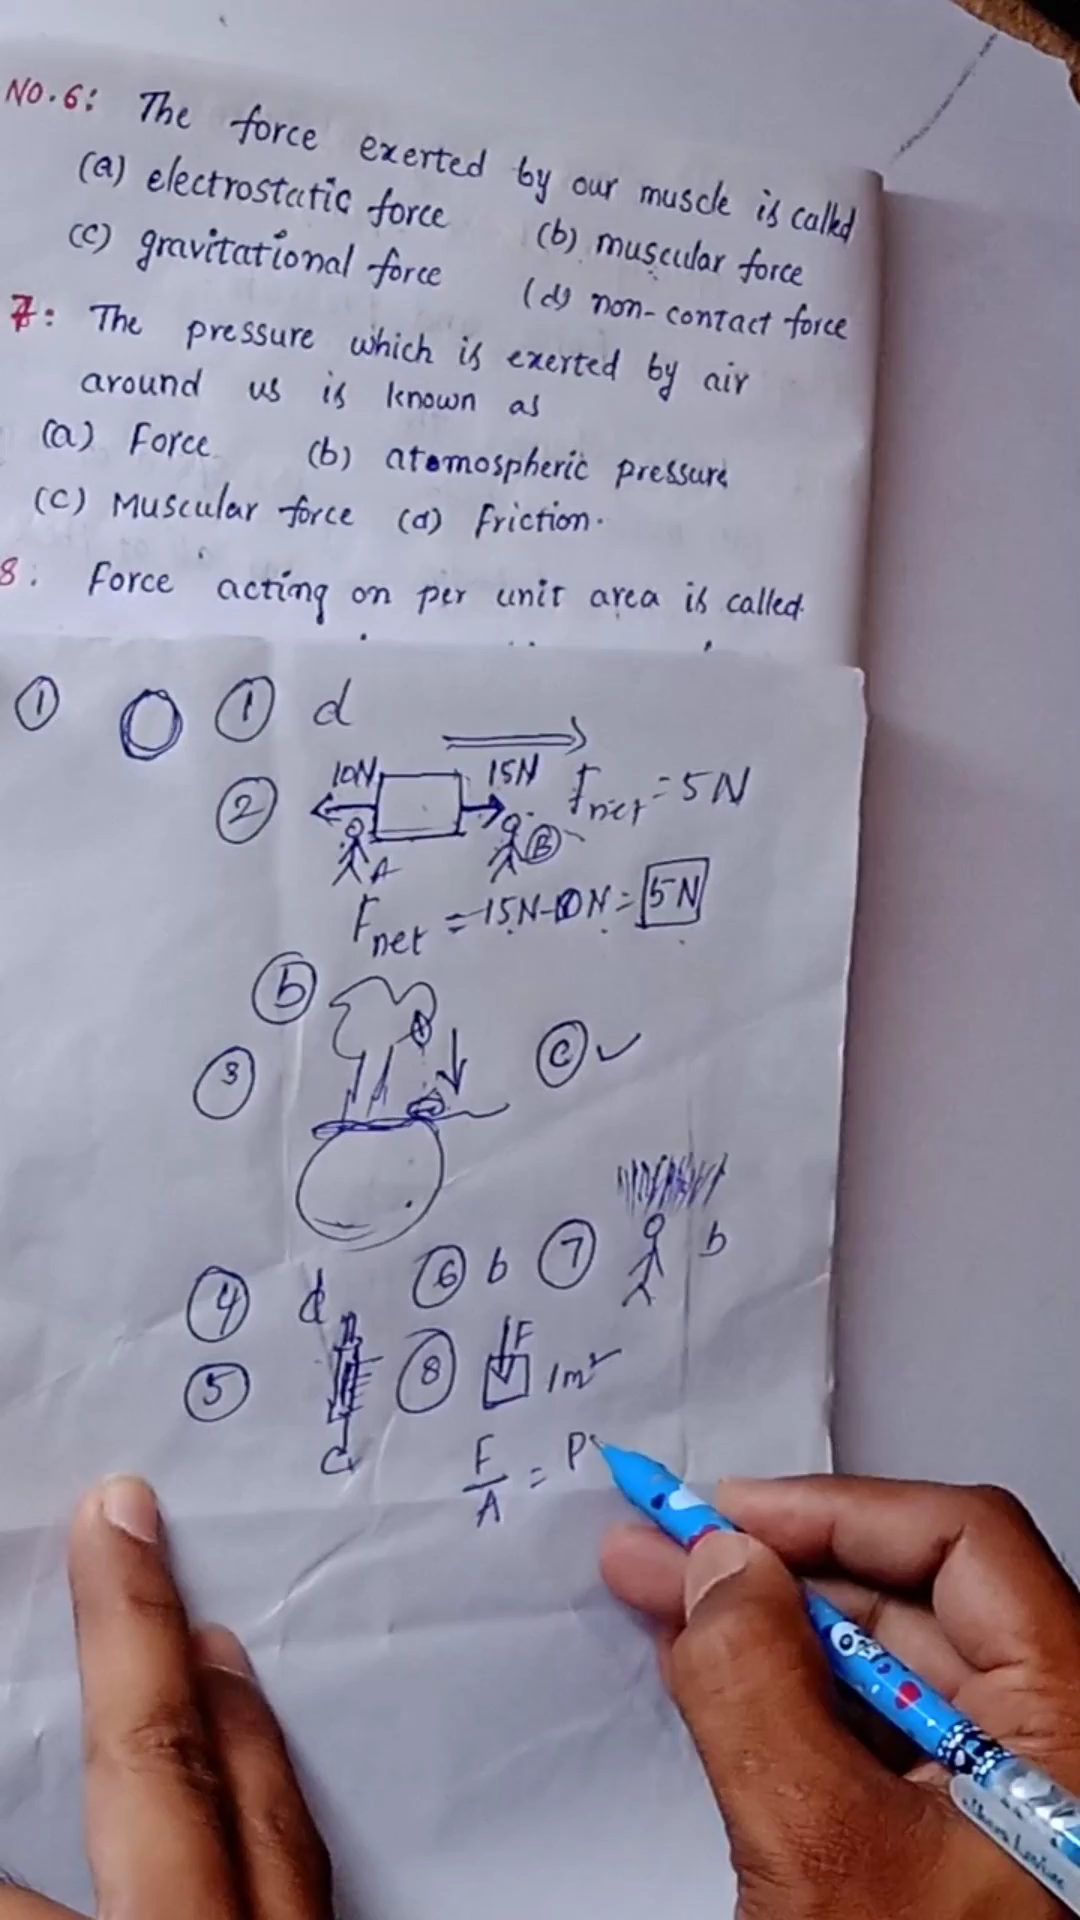 NO.6: The force exerted by our muscle is called
(a) electrostatic force (b) muscular force
(c) gravitational force (d) non-contact force
7: The pressure which is exerted by air
around us is known as
(a) Force (b) atomospheric pressure
(c) Muscular force (d) friction.
8: Force acting on per unit area is called
1 1 d
2 10N 15N Fnet = 5N
A B
Fnet = 15N-10N = 5N
b
3 c ✓
4 d 6 b 7 b
5 8 F 1m²
c
F/A = P